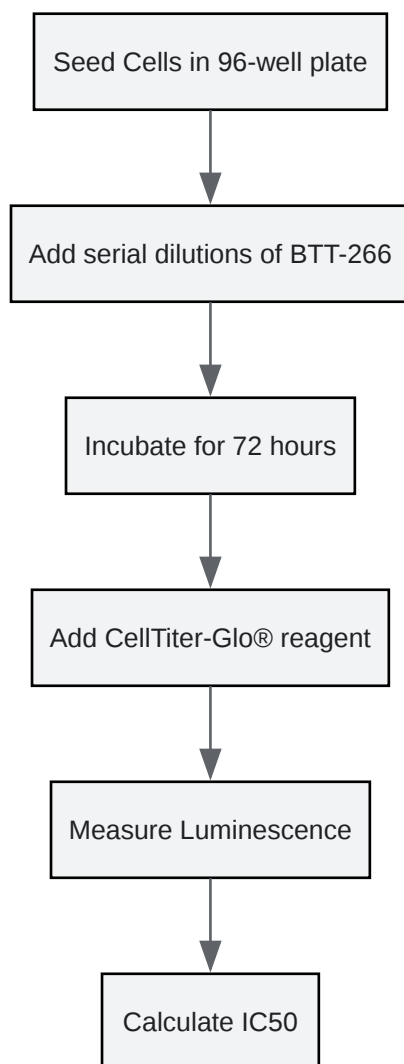 Seed Cells in 96-well plate
Add serial dilutions of BTT-266
Incubate for 72 hours
Add CellTiter-Glo® reagent
Measure Luminescence
Calculate IC50